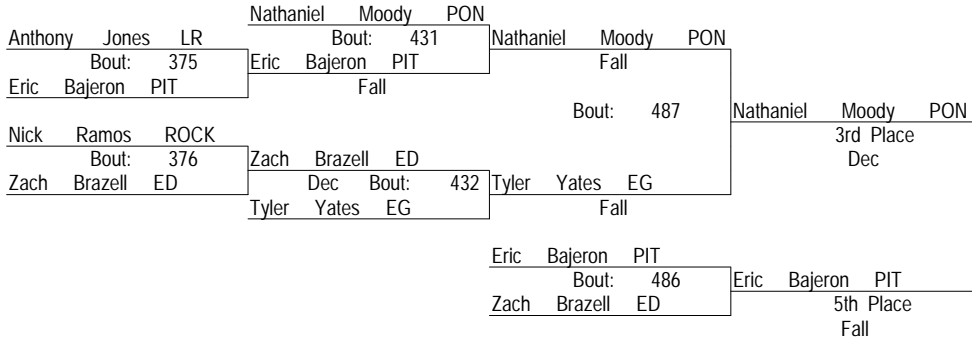 Nathaniel Moody PON
Anthony Jones LR
Bout: 431
Nathaniel Moody PON
Bout: 375
Eric Bajeron PIT
Fall
Eric Bajeron PIT
Fall
Bout: 487
Nathaniel Moody PON
3rd Place
Dec
Nick Ramos ROCK
Bout: 376
Zach Brazell ED
Zach Brazell ED
Dec Bout: 432
Tyler Yates EG
Tyler Yates EG
Fall
Eric Bajeron PIT
Bout: 486
Eric Bajeron PIT
Zach Brazell ED
5th Place
Fall